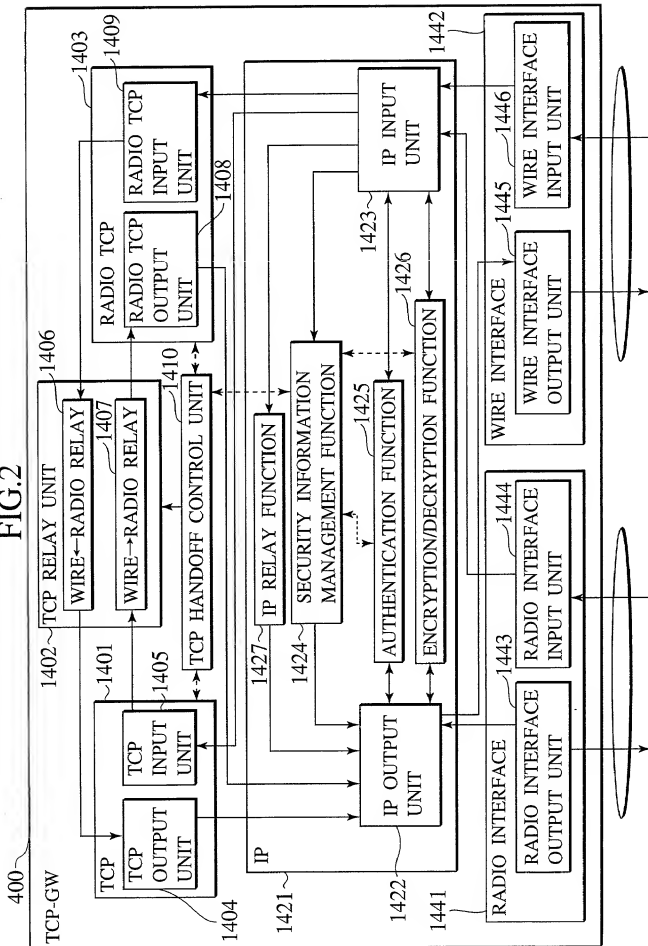 FIG.2
400
TCP-GW
1402
TCP RELAY UNIT
WIRE←RADIO RELAY
1406
WIRE→RADIO RELAY
1407
1401
TCP
TCP
OUTPUT
UNIT
1404
TCP
INPUT
UNIT
1405
TCP HANDOFF CONTROL UNIT
1410
1403
RADIO TCP
RADIO TCP
OUTPUT
UNIT
1408
RADIO TCP
INPUT
UNIT
1409
IP
1421
IP OUTPUT
UNIT
1422
IP INPUT
UNIT
1423
IP RELAY FUNCTION
1427
SECURITY INFORMATION
MANAGEMENT FUNCTION
1424
AUTHENTICATION FUNCTION
1425
ENCRYPTION/DECRYPTION FUNCTION
1426
RADIO INTERFACE
1441
RADIO INTERFACE
OUTPUT UNIT
1443
RADIO INTERFACE
INPUT UNIT
1444
WIRE INTERFACE
1442
WIRE INTERFACE
OUTPUT UNIT
1445
WIRE INTERFACE
INPUT UNIT
1446